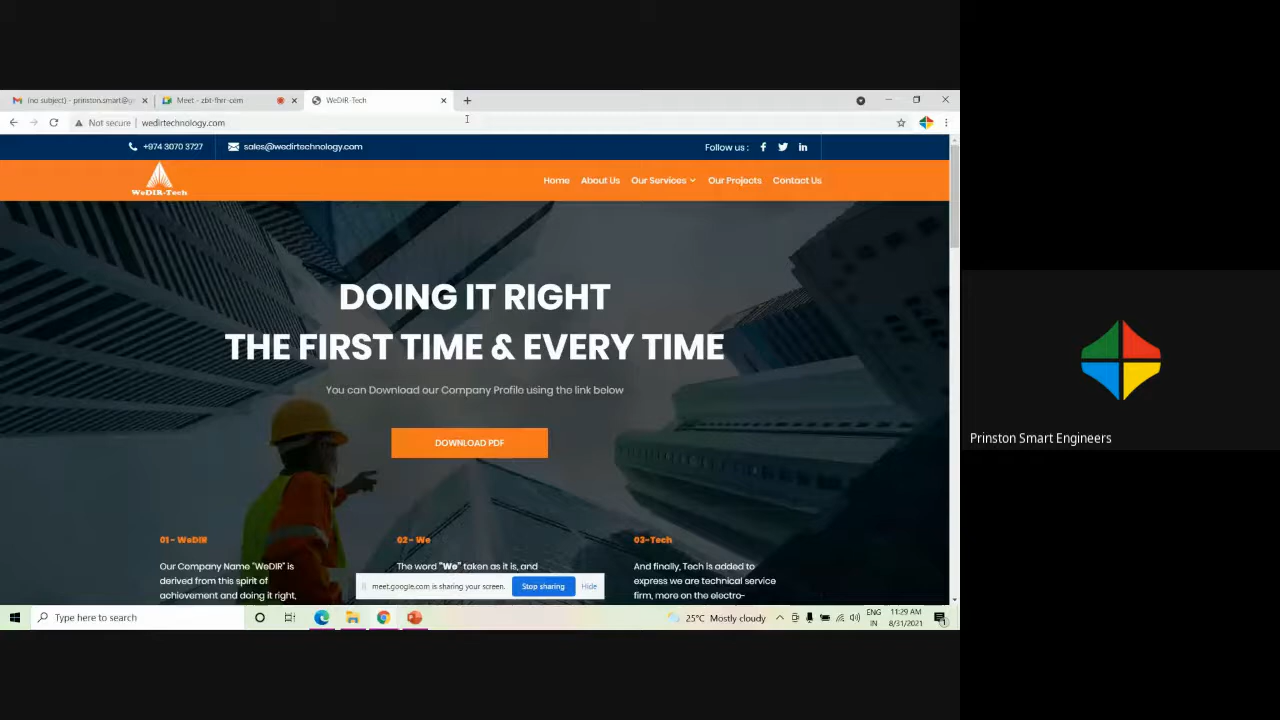 (no subject) - prinston.smart@g
Meet - zbt-fhrr-cem
WeDIR-Tech
Not secure | wedirtechnology.com
+974 3070 3727
sales@wedirtechnology.com
Follow us :
WeDIR-Tech
Home
About Us
Our Services
Our Projects
Contact Us
DOING IT RIGHT
THE FIRST TIME & EVERY TIME
You can Download our Company Profile using the link below
DOWNLOAD PDF
01 - WeDIR
Our Company Name "WeDIR" is
derived from this spirit of
achievement and doing it right,
02 - We
The word "We" taken as it is, and
03-Tech
And finally, Tech is added to
express we are technical service
firm, more on the electro-
meet.google.com is sharing your screen.
Stop sharing
Hide
Type here to search
25°C Mostly cloudy
ENG
IN
11:29 AM
8/31/2021
Prinston Smart Engineers